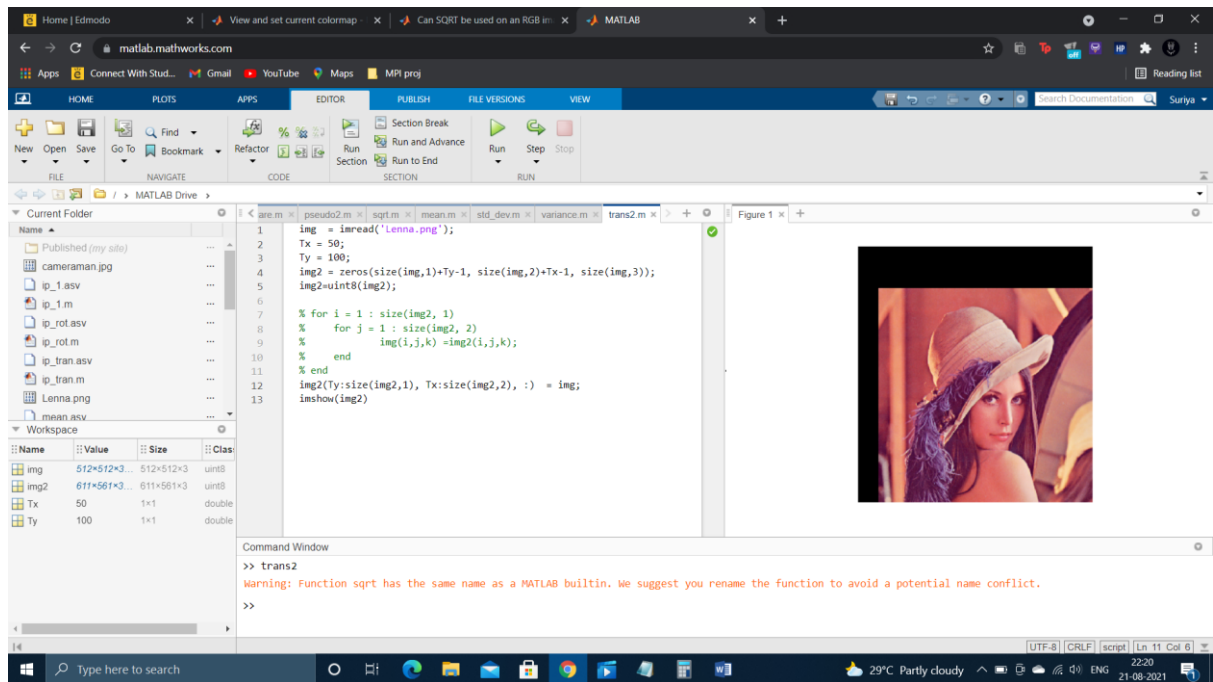 Home | Edmodo
View and set current colormap -
Can SQRT be used on an RGB im
MATLAB
matlab.mathworks.com
Apps
Connect With Stud...
Gmail
YouTube
Maps
MPI proj
Reading list
HOME
PLOTS
APPS
EDITOR
PUBLISH
FILE VERSIONS
VIEW
Search Documentation
Suriya
New
Open
Save
Go To
Find
Bookmark
Refactor
Run Section
Section Break
Run and Advance
Run to End
Run
Step
Stop
FILE
NAVIGATE
CODE
SECTION
RUN
/ > MATLAB Drive >
Current Folder
Name
Published (my site)
cameraman.jpg
ip_1.asv
ip_1.m
ip_rot.asv
ip_rot.m
ip_tran.asv
ip_tran.m
Lenna.png
mean.asv
Workspace
Name Value Size Clas
img 512×512×3... 512×512×3 uint8
img2 611×561×3... 611×561×3 uint8
Tx 50 1×1 double
Ty 100 1×1 double
are.m
pseudo2.m
sqrt.m
mean.m
std_dev.m
variance.m
trans2.m
1 img = imread('Lenna.png');
2 Tx = 50;
3 Ty = 100;
4 img2 = zeros(size(img,1)+Ty-1, size(img,2)+Tx-1, size(img,3));
5 img2=uint8(img2);
6
7 % for i = 1 : size(img2, 1)
8 % for j = 1 : size(img2, 2)
9 % img(i,j,k) =img2(i,j,k);
10 % end
11 % end
12 img2(Ty:size(img2,1), Tx:size(img2,2), :) = img;
13 imshow(img2)
Figure 1
Command Window
>> trans2
Warning: Function sqrt has the same name as a MATLAB builtin. We suggest you rename the function to avoid a potential name conflict.
>>
UTF-8
CRLF
script
Ln 11 Col 6
Type here to search
29°C Partly cloudy
ENG
22:20
21-08-2021